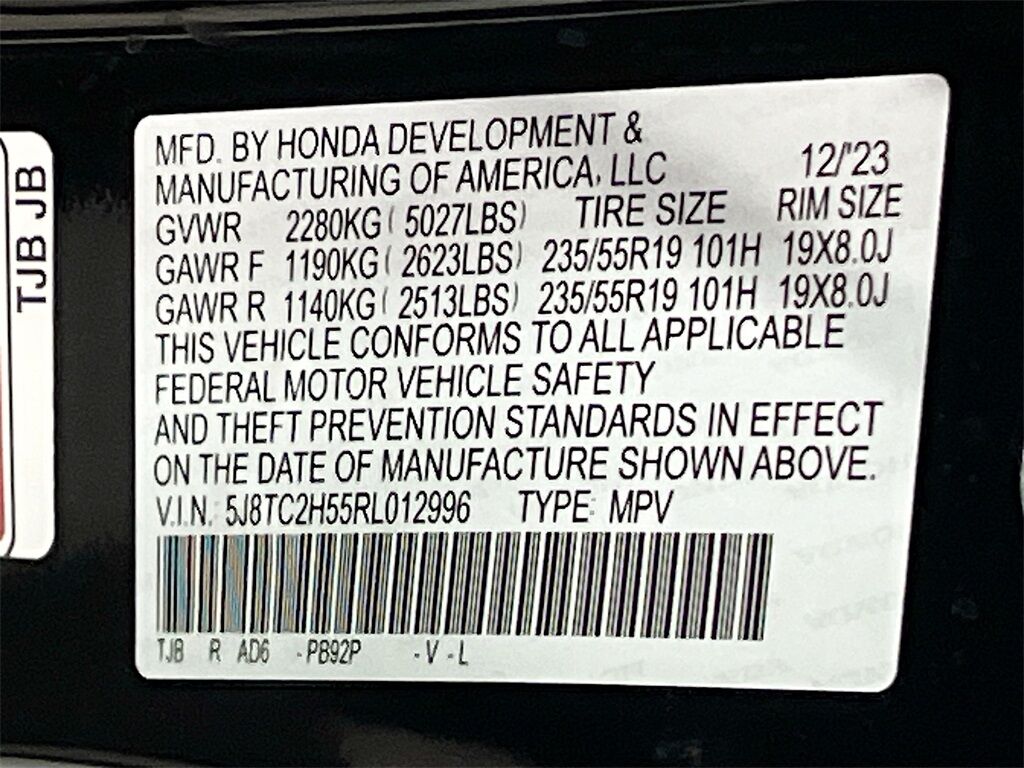 TJB JB
MFD. BY HONDA DEVELOPMENT &
MANUFACTURING OF AMERICA, LLC 12/'23
GVWR 2280KG ( 5027LBS) TIRE SIZE RIM SIZE
GAWR F 1190KG ( 2623LBS) 235/55R19 101H 19X8.0J
GAWR R 1140KG ( 2513LBS) 235/55R19 101H 19X8.0J
THIS VEHICLE CONFORMS TO ALL APPLICABLE
FEDERAL MOTOR VEHICLE SAFETY
AND THEFT PREVENTION STANDARDS IN EFFECT
ON THE DATE OF MANUFACTURE SHOWN ABOVE.
V.I.N. 5J8TC2H55RL012996 TYPE: MPV
TJB R AD6 -PB92P -V -L